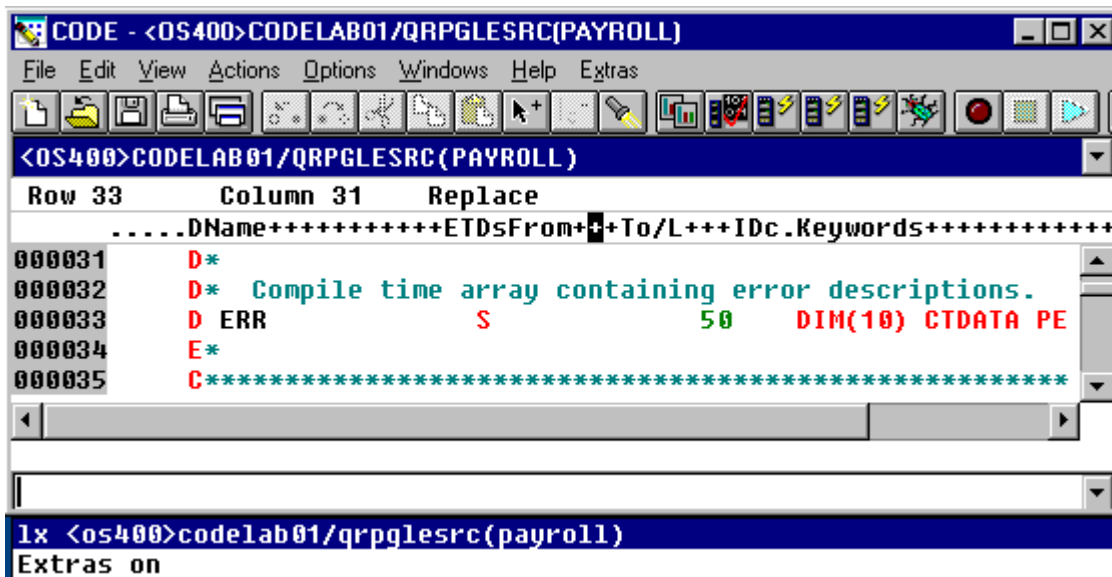 CODE - <OS400>CODELAB01/QRPGLESRC(PAYROLL)
File Edit View Actions Options Windows Help Extras
<OS400>CODELAB01/QRPGLESRC(PAYROLL)
Row 33 Column 31 Replace
.....DName+++++++++++ETDsFrom+++To/L+++IDc.Keywords++++++++++++
000031 D*
000032 D* Compile time array containing error descriptions.
000033 D ERR S 50 DIM(10) CTDATA PE
000034 E*
000035 C******************************************************
lx <os400>codelab01/qrpglesrc(payroll)
Extras on